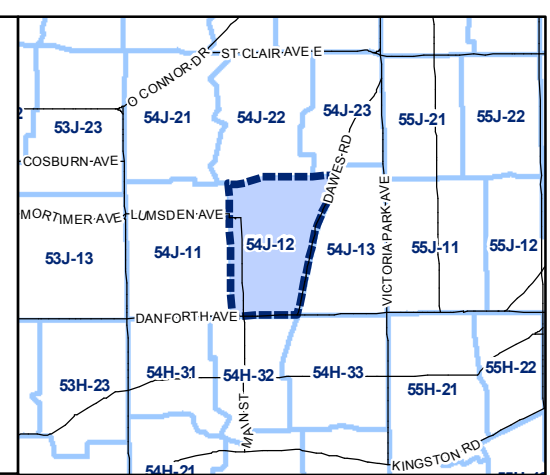 ST CLAIR AVE E
O CONNOR DR
54J-23
54J-21
54J-22
55J-21
55J-22
53J-23
COSBURN AVE
DAWES RD
MORTIMER AVE
LUMSDEN AVE
VICTORIA PARK AVE
54J-12
53J-13
54J-11
54J-13
55J-11
55J-12
DANFORTH AVE
55H-22
54H-31
54H-32
54H-33
53H-23
55H-21
MAIN ST
KINGSTON RD
54H-21